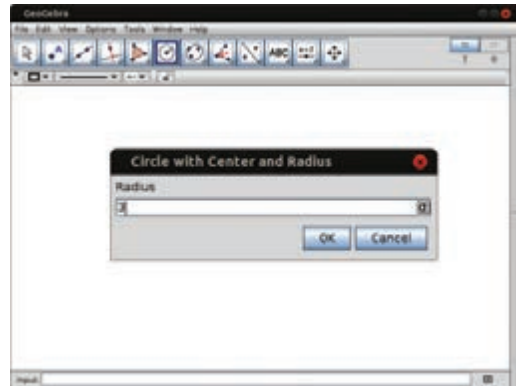 GeoGebra
File Edit View Options Tools Window Help
ABC
a=2
Circle with Center and Radius
Radius
3
α
OK Cancel
Input: